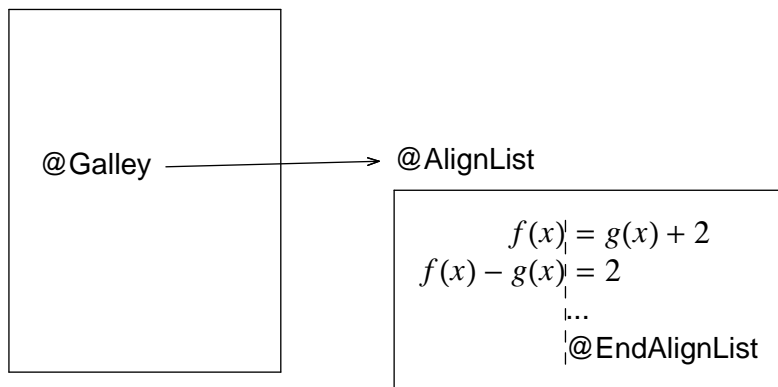 @Galley
@AlignList
f(x) = g(x) + 2
f(x) − g(x) = 2
...
@EndAlignList